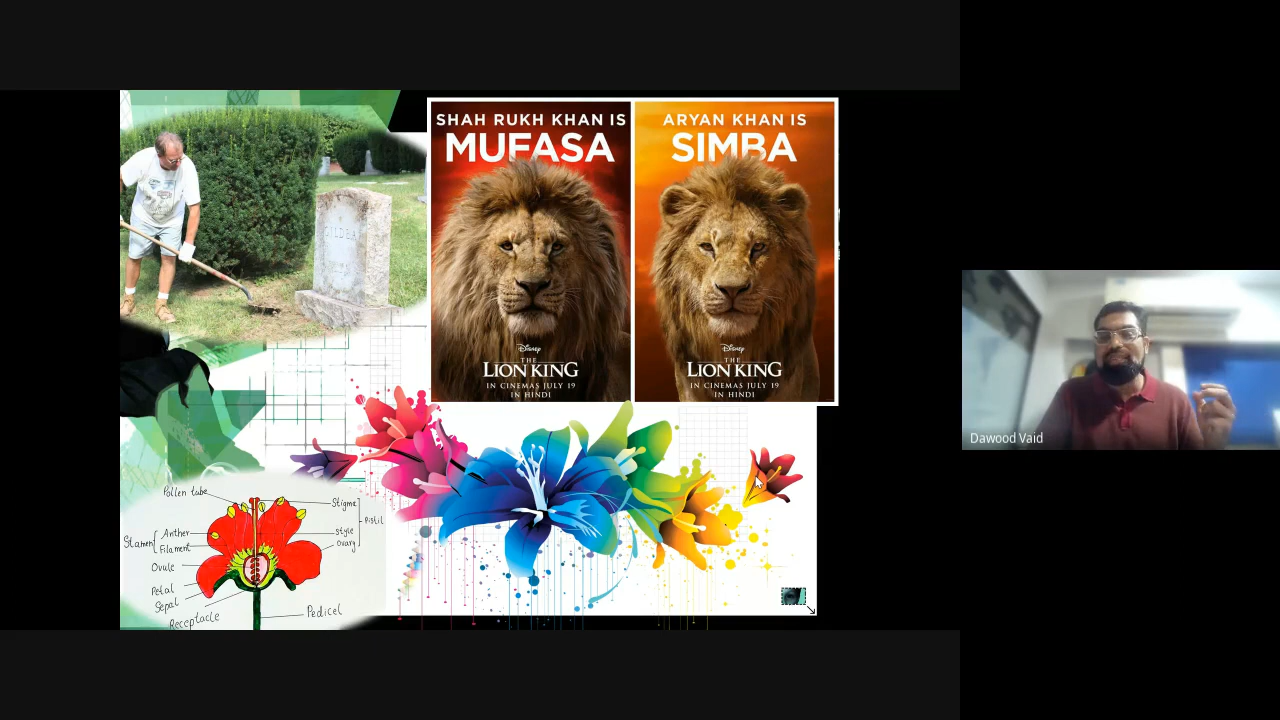 SHAH RUKH KHAN IS
MUFASA
Disney
THE
LION KING
IN CINEMAS JULY 19
IN HINDI
ARYAN KHAN IS
SIMBA
Disney
THE
LION KING
IN CINEMAS JULY 19
IN HINDI
Pollen tube
Stigma
Pistil
Stamen
Anther
Filament
style
ovary
Ovule
Petal
Sepal
Receptacle
Pedicel
Dawood Vaid